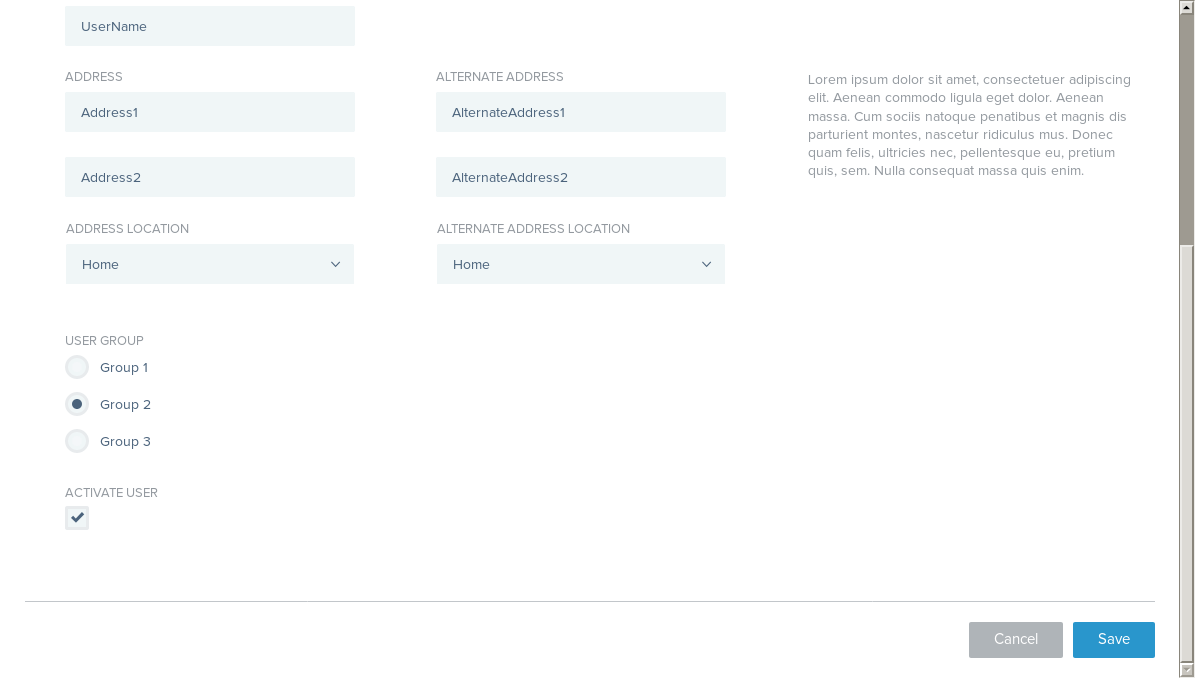 UserName
ADDRESS
Address1
Address2
ALTERNATE ADDRESS
AlternateAddress1
AlternateAddress2
Lorem ipsum dolor sit amet, consectetuer adipiscing
elit. Aenean commodo ligula eget dolor. Aenean
massa. Cum sociis natoque penatibus et magnis dis
parturient montes, nascetur ridiculus mus. Donec
quam felis, ultricies nec, pellentesque eu, pretium
quis, sem. Nulla consequat massa quis enim.
ADDRESS LOCATION
Home
ALTERNATE ADDRESS LOCATION
Home
USER GROUP
Group 1
Group 2
Group 3
ACTIVATE USER
Cancel
Save